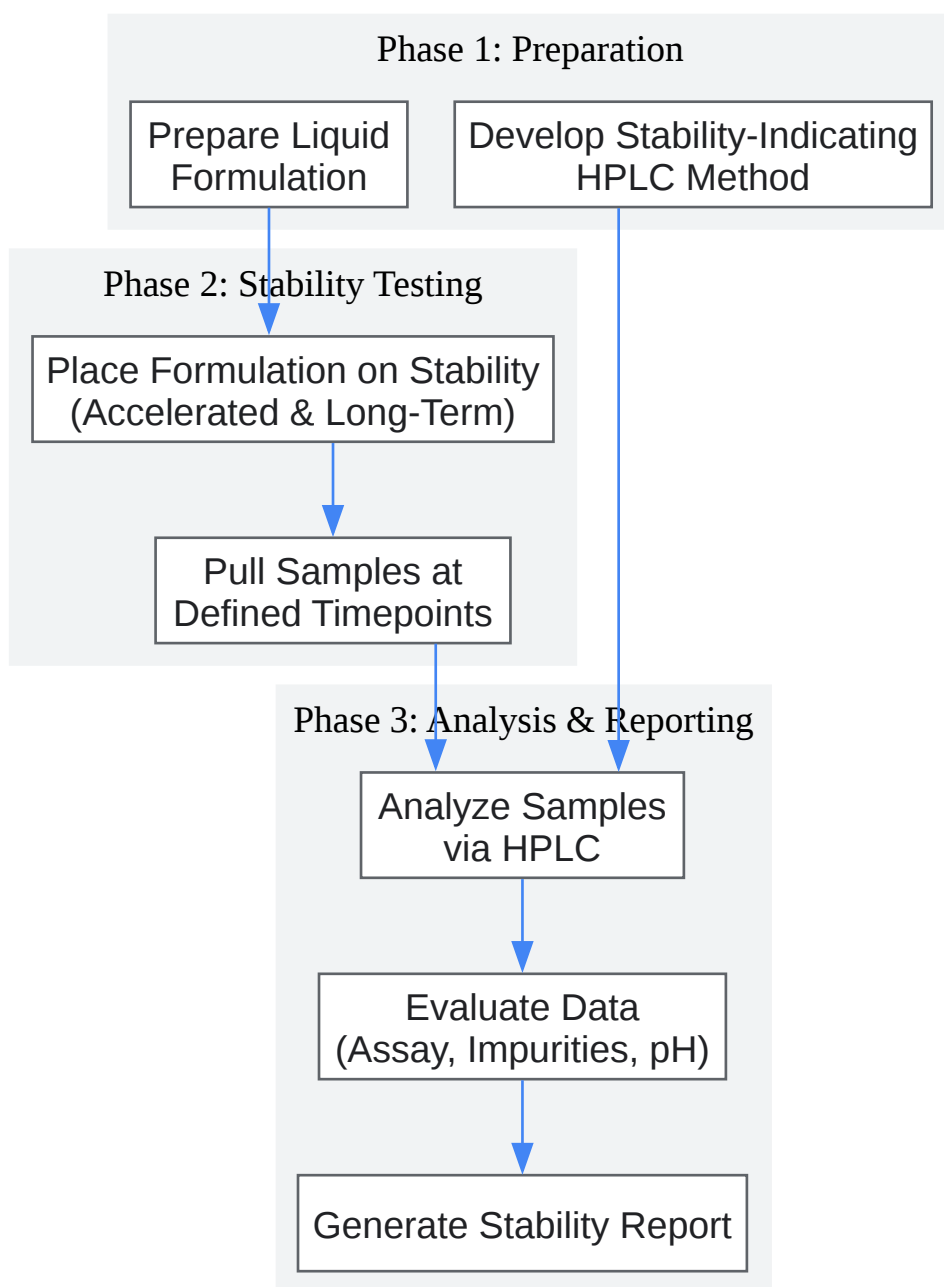 Phase 1: Preparation
Prepare Liquid
Formulation
Develop Stability-Indicating
HPLC Method
Phase 2: Stability Testing
Place Formulation on Stability
(Accelerated & Long-Term)
Pull Samples at
Defined Timepoints
Phase 3: Analysis & Reporting
Analyze Samples
via HPLC
Evaluate Data
(Assay, Impurities, pH)
Generate Stability Report